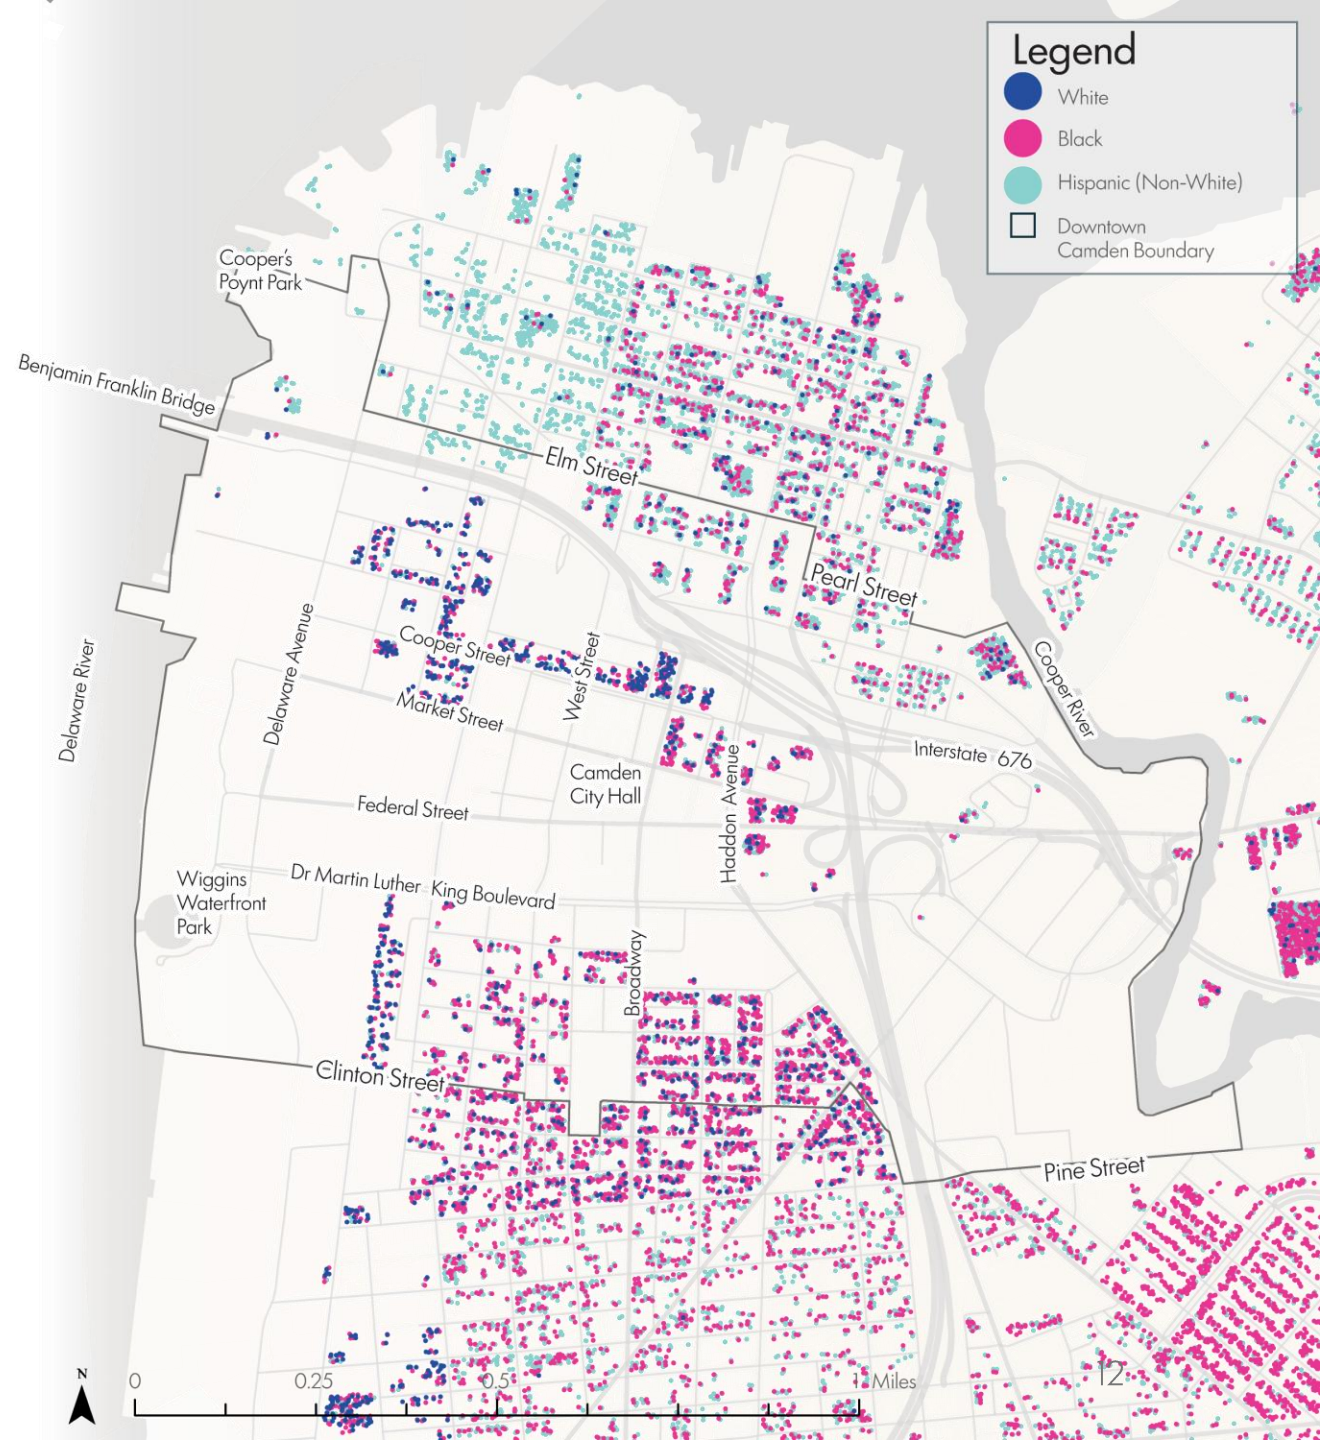 Legend
White
Black
Hispanic (Non-White)
Downtown
Camden Boundary
Cooper's
Poynt Park
Benjamin Franklin Bridge
Elm Street
Pearl Street
Cooper River
Delaware River
Delaware Avenue
Cooper Street
West Street
Market Street
Interstate 676
Camden
City Hall
Haddon Avenue
Federal Street
Dr Martin Luther King Boulevard
Wiggins
Waterfront
Park
Broadway
Clinton Street
Pine Street
N
0
0.25
0.5
1 Miles
12